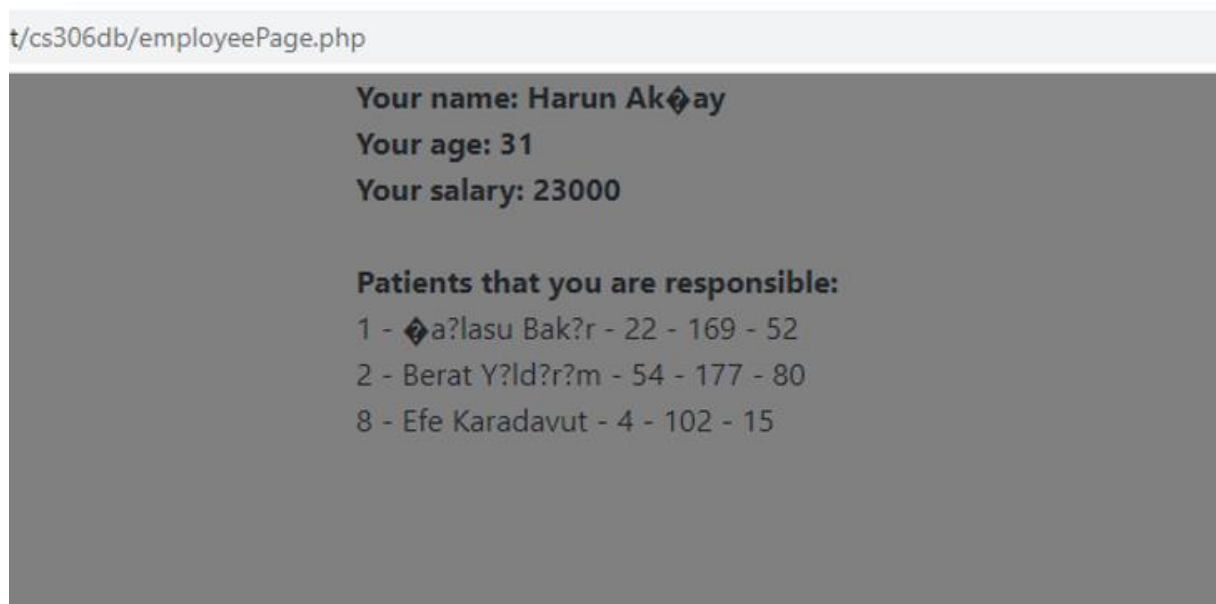 t/cs306db/employeePage.php
Your name: Harun Ak�ay
Your age: 31
Your salary: 23000
Patients that you are responsible:
1 - �a?lasu Bak?r - 22 - 169 - 52
2 - Berat Y?ld?r?m - 54 - 177 - 80
8 - Efe Karadavut - 4 - 102 - 15